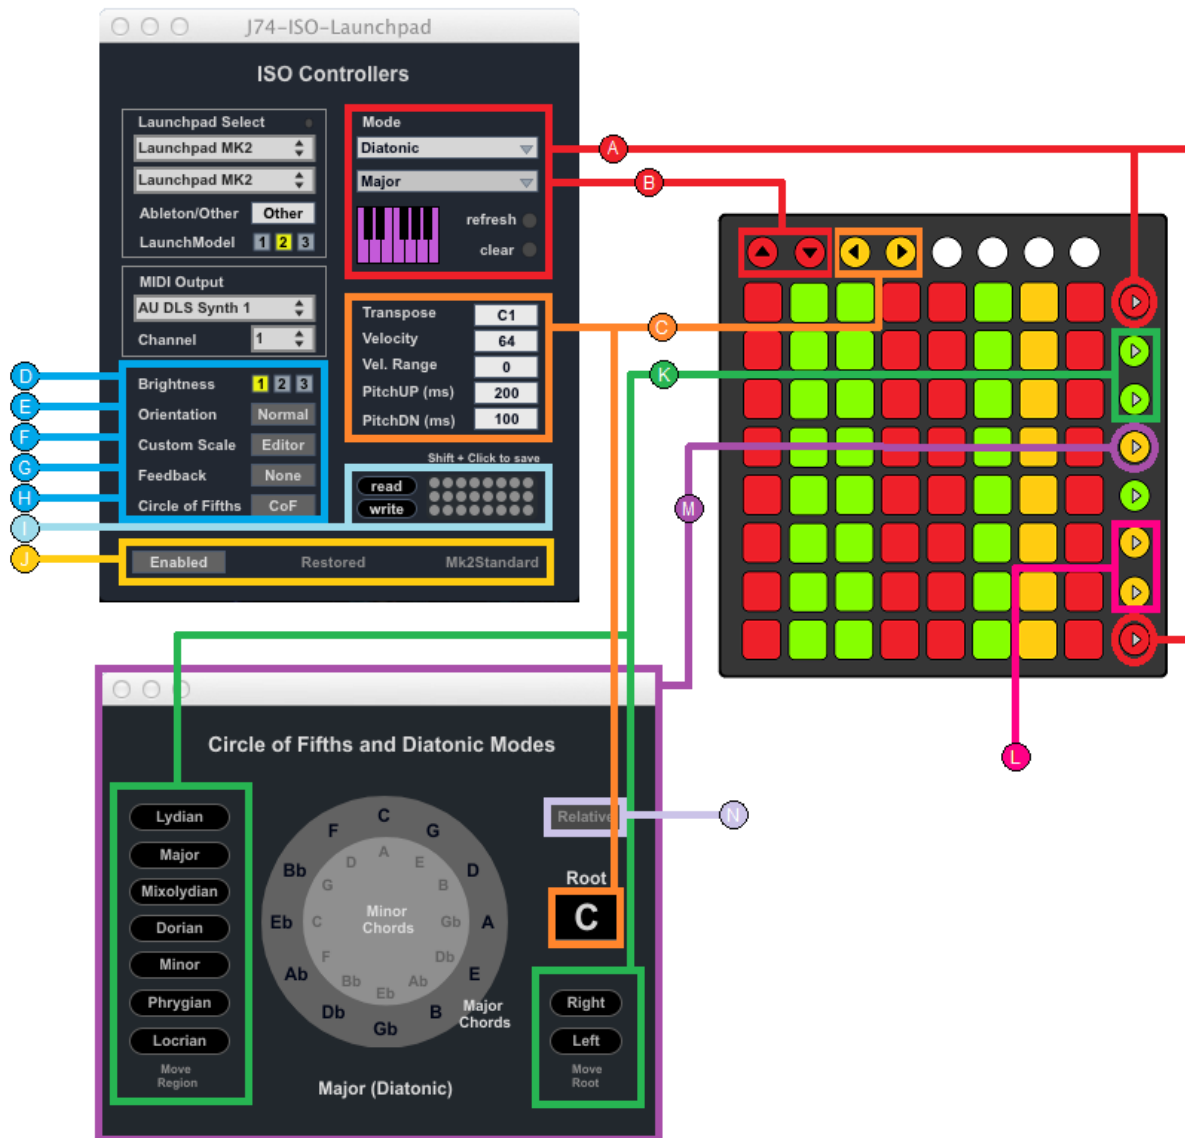 J74-ISO-Launchpad
ISO Controllers
Launchpad Select
Launchpad MK2
Launchpad MK2
Ableton/Other Other
LaunchModel 1 2 3
MIDI Output
AU DLS Synth 1
Channel 1
Brightness 1 2 3
Orientation Normal
Custom Scale Editor
Feedback None
Circle of Fifths CoF
Mode
Diatonic
Major
refresh
clear
Transpose C1
Velocity 64
Vel. Range 0
PitchUP (ms) 200
PitchDN (ms) 100
Shift + Click to save
read
write
Enabled Restored Mk2Standard
A
B
C
K
D
E
F
G
H
I
J
M
L
N
Circle of Fifths and Diatonic Modes
Lydian
Major
Mixolydian
Dorian
Minor
Phrygian
Locrian
Move
Region
C
G
D
A
E
B
Gb
Db
Ab
Eb
Bb
F
A
E
B
Gb
Db
Ab
Eb
Bb
F
C
G
D
Minor
Chords
Major
Chords
Major (Diatonic)
Relative
Root
C
Right
Left
Move
Root